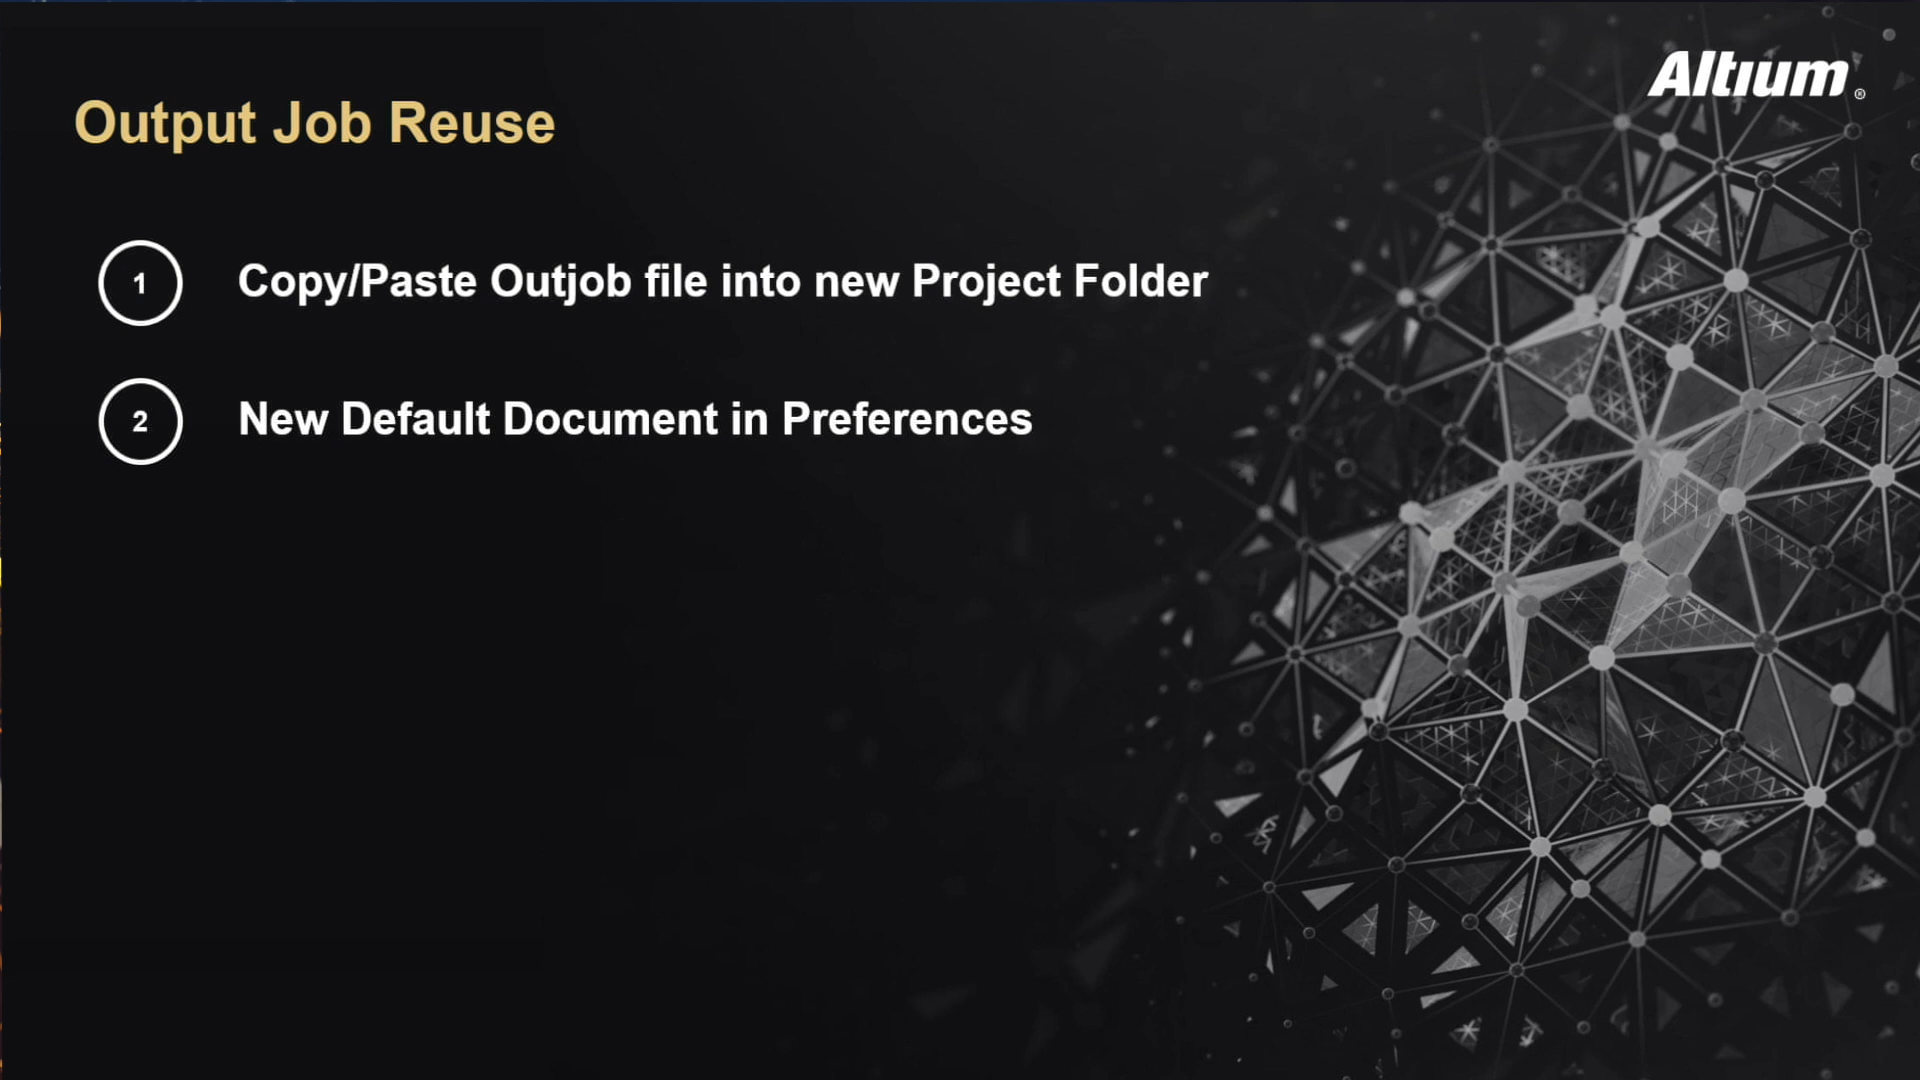 Altium®
Output Job Reuse
1 Copy/Paste Outjob file into new Project Folder
2 New Default Document in Preferences